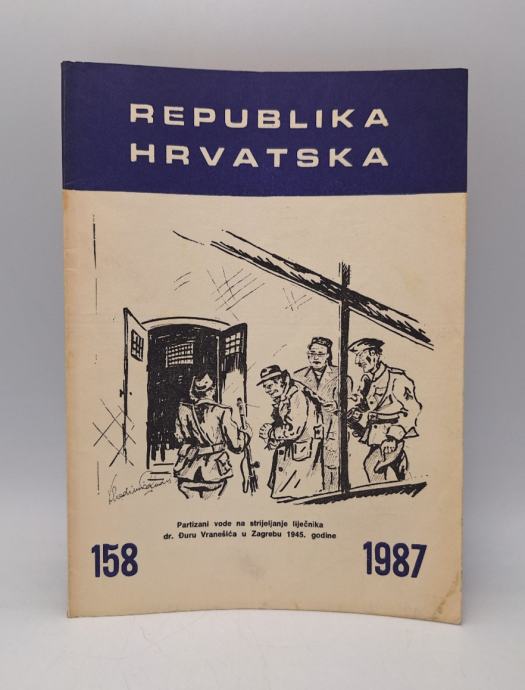 REPUBLIKA
HRVATSKA
Partizani vode na strijeljanje liječnika
dr. Đuru Vranešića u Zagrebu 1945. godine
158
1987